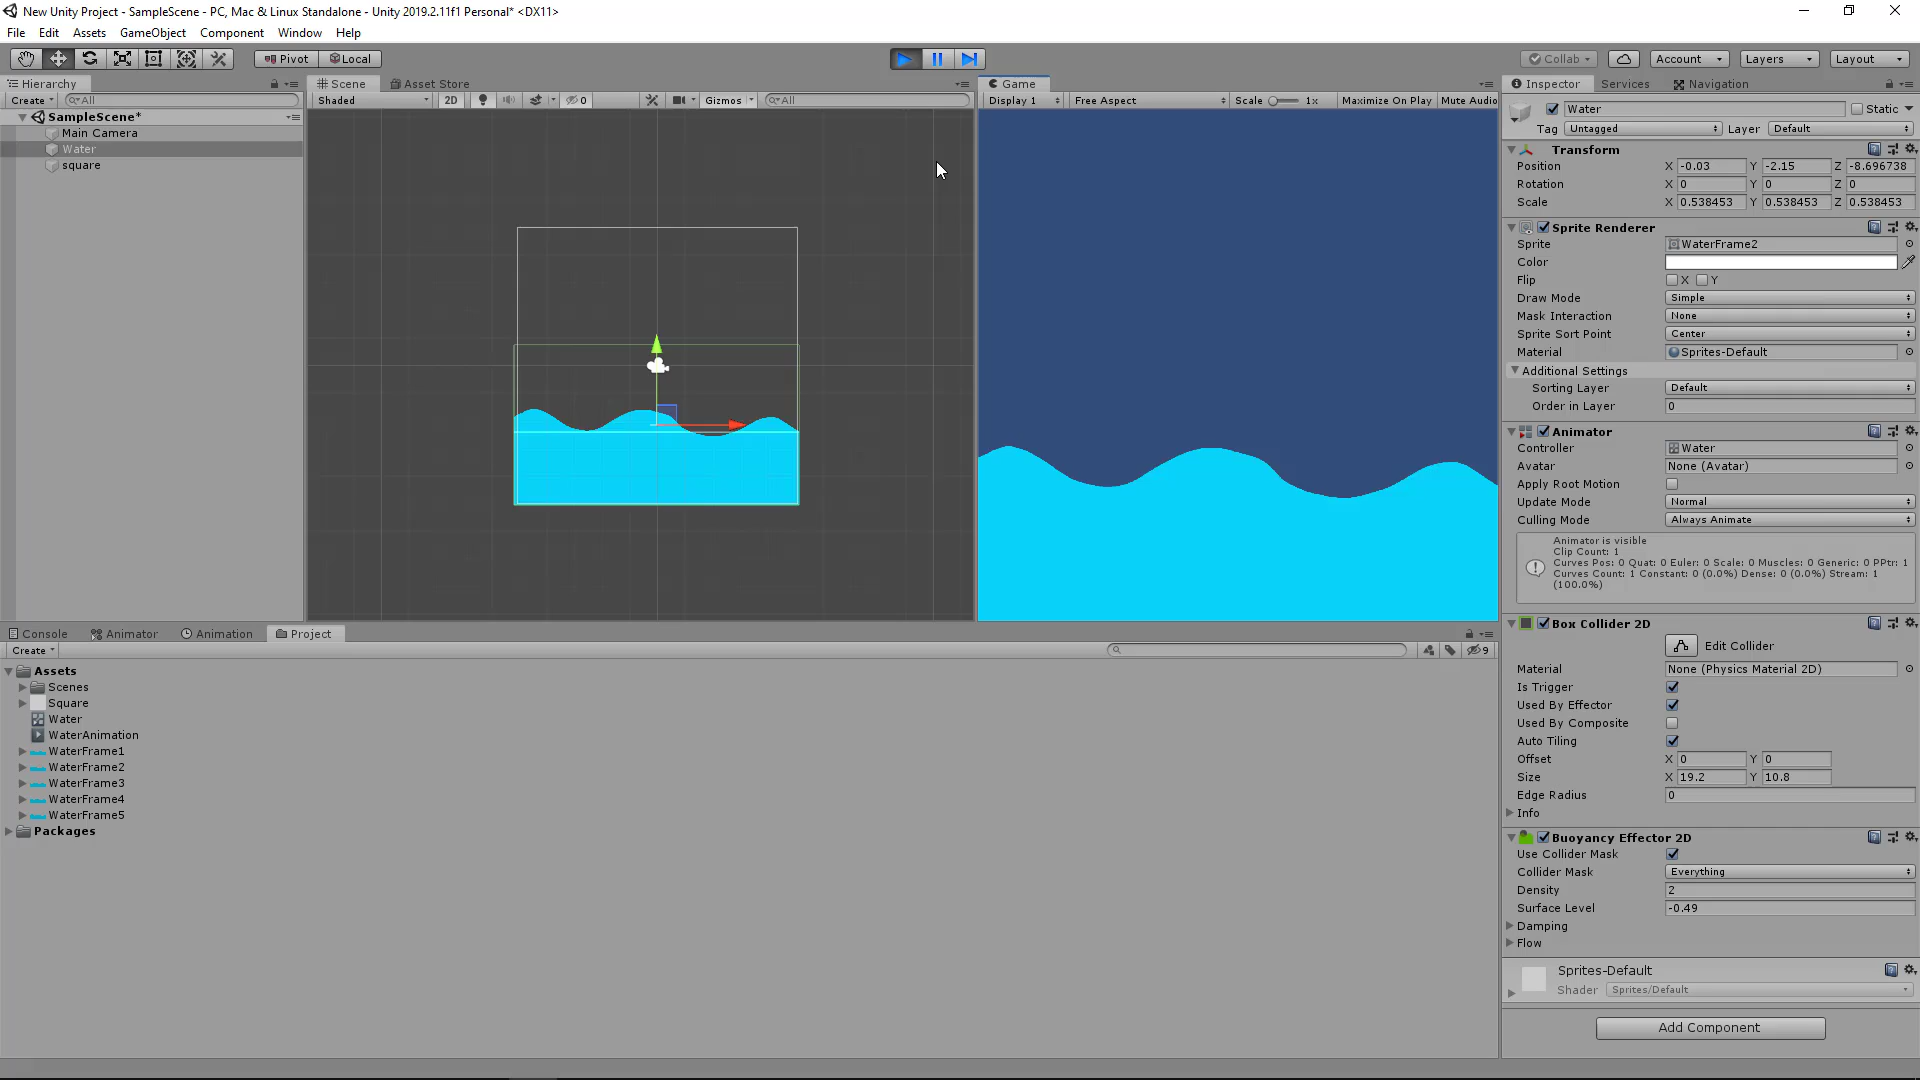 New Unity Project - SampleScene - PC, Mac & Linux Standalone - Unity 2019.2.11f1 Personal* <DX11>
File Edit Assets GameObject Component Window Help
Pivot Local Collab Account Layers Layout
Hierarchy
Create All
SampleScene*
Main Camera
Water
square
Scene Asset Store
Shaded 2D 0 Gizmos All
Game
Display 1 Free Aspect Scale 1x Maximize On Play Mute Audio
Inspector Services Navigation
Water Static
Tag Untagged Layer Default
Transform
Position X -0.03 Y -2.15 Z -8.696738
Rotation X 0 Y 0 Z 0
Scale X 0.538453 Y 0.538453 Z 0.538453
Sprite Renderer
Sprite WaterFrame2
Color
Flip X Y
Draw Mode Simple
Mask Interaction None
Sprite Sort Point Center
Material Sprites-Default
Additional Settings
Sorting Layer Default
Order in Layer 0
Animator
Controller Water
Avatar None (Avatar)
Apply Root Motion
Update Mode Normal
Culling Mode Always Animate
Animator is visible
Clip Count: 1
Curves Pos: 0 Quat: 0 Euler: 0 Scale: 0 Muscles: 0 Generic: 0 PPtr: 1
Curves Count: 1 Constant: 0 (0.0%) Dense: 0 (0.0%) Stream: 1
(100.0%)
Box Collider 2D
Edit Collider
Material None (Physics Material 2D)
Is Trigger
Used By Effector
Used By Composite
Auto Tiling
Offset X 0 Y 0
Size X 19.2 Y 10.8
Edge Radius 0
Info
Buoyancy Effector 2D
Use Collider Mask
Collider Mask Everything
Density 2
Surface Level -0.49
Damping
Flow
Sprites-Default
Shader Sprites/Default
Add Component
Console Animator Animation Project
Create 9
Assets
Scenes
Square
Water
WaterAnimation
WaterFrame1
WaterFrame2
WaterFrame3
WaterFrame4
WaterFrame5
Packages